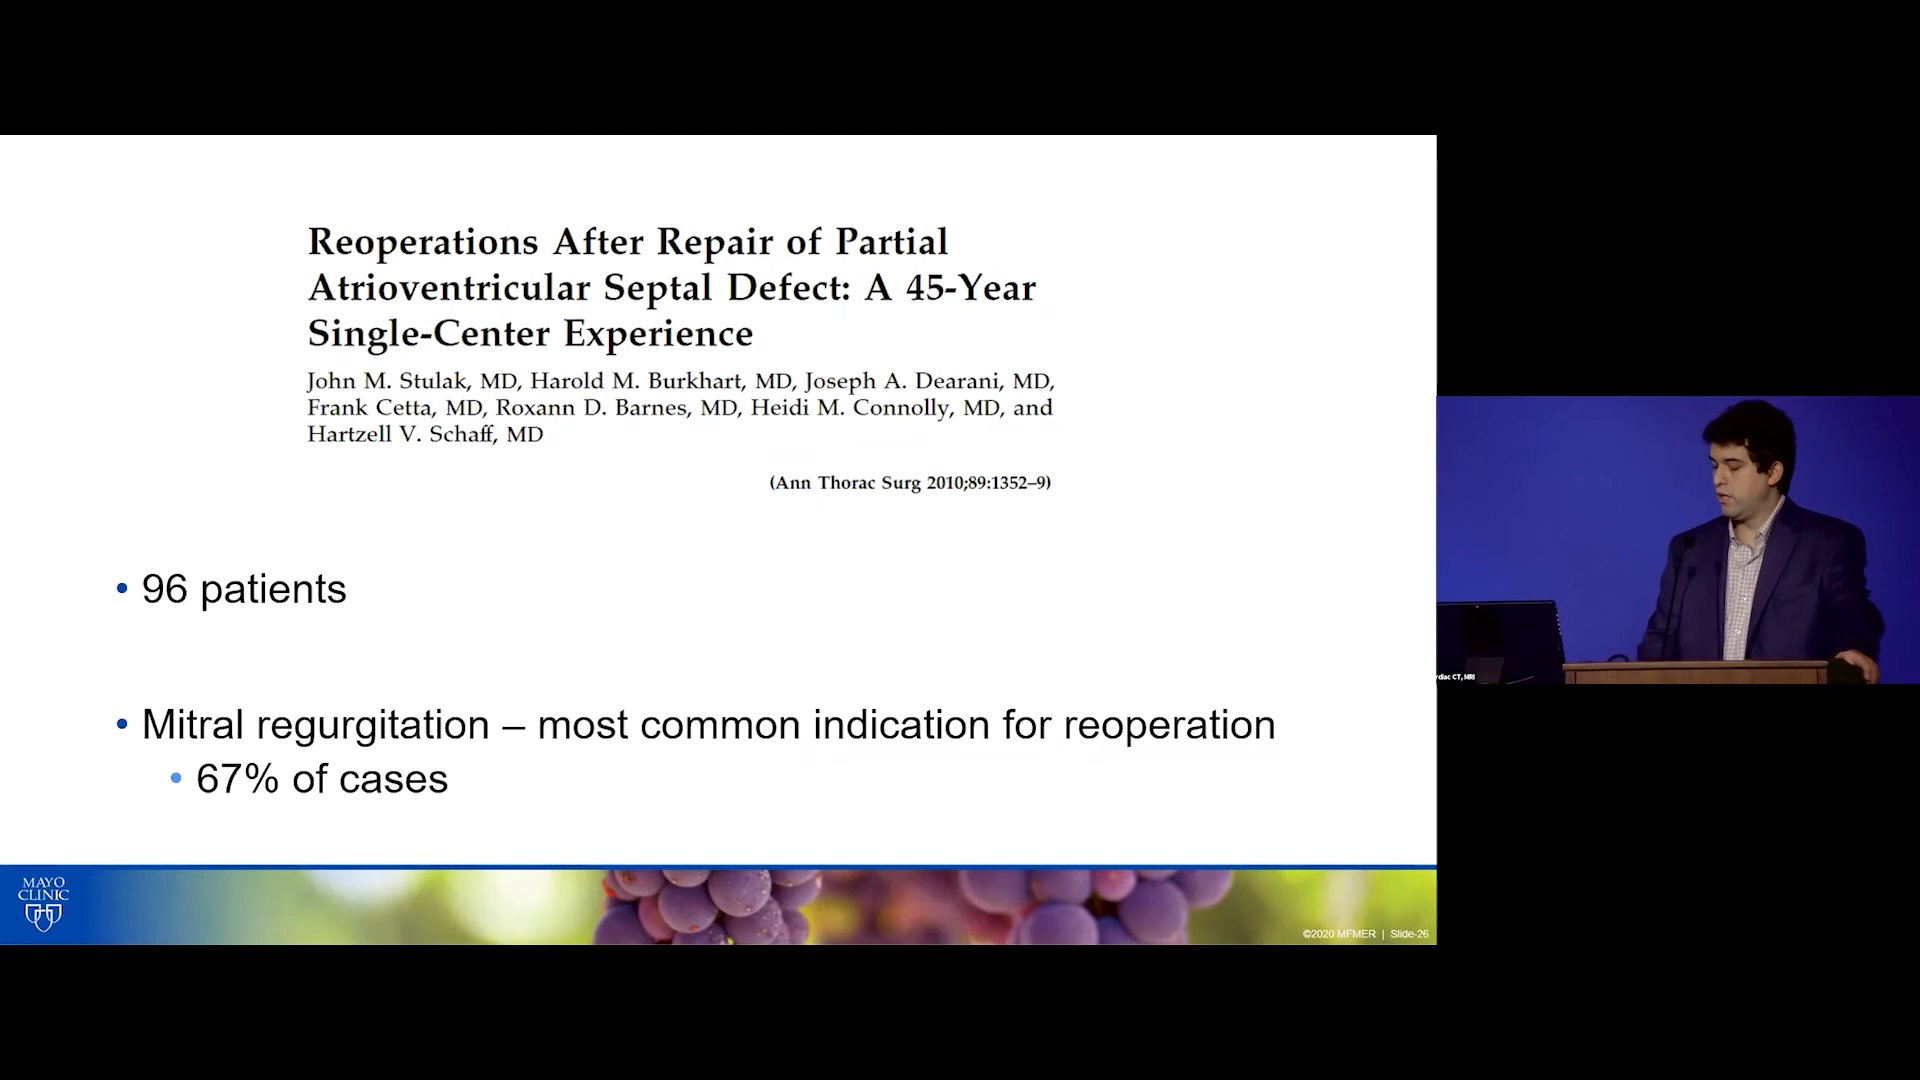 Reoperations After Repair of Partial
Atrioventricular Septal Defect: A 45-Year
Single-Center Experience
John M. Stulak, MD, Harold M. Burkhart, MD, Joseph A. Dearani, MD,
Frank Cetta, MD, Roxann D. Barnes, MD, Heidi M. Connolly, MD, and
Hartzell V. Schaff, MD
(Ann Thorac Surg 2010;89:1352–9)
• 96 patients
• Mitral regurgitation – most common indication for reoperation
• 67% of cases
MAYO
CLINIC
©2020 MFMER | Slide-26
rdiac CT, MRI